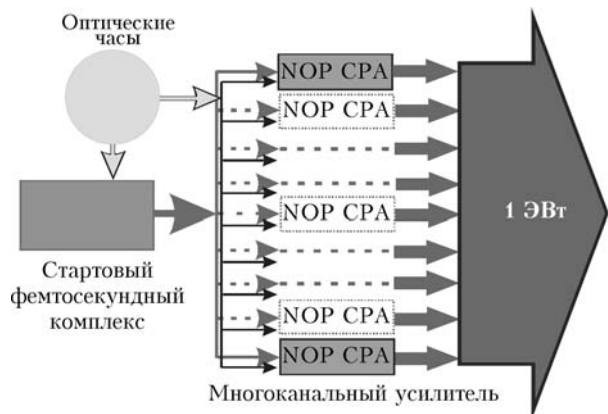 Оптические
часы
NOP CPA
NOP CPA
NOP CPA
1 ЭВт
Стартовый
фемтосекундный
комплекс
NOP CPA
NOP CPA
Многоканальный усилитель